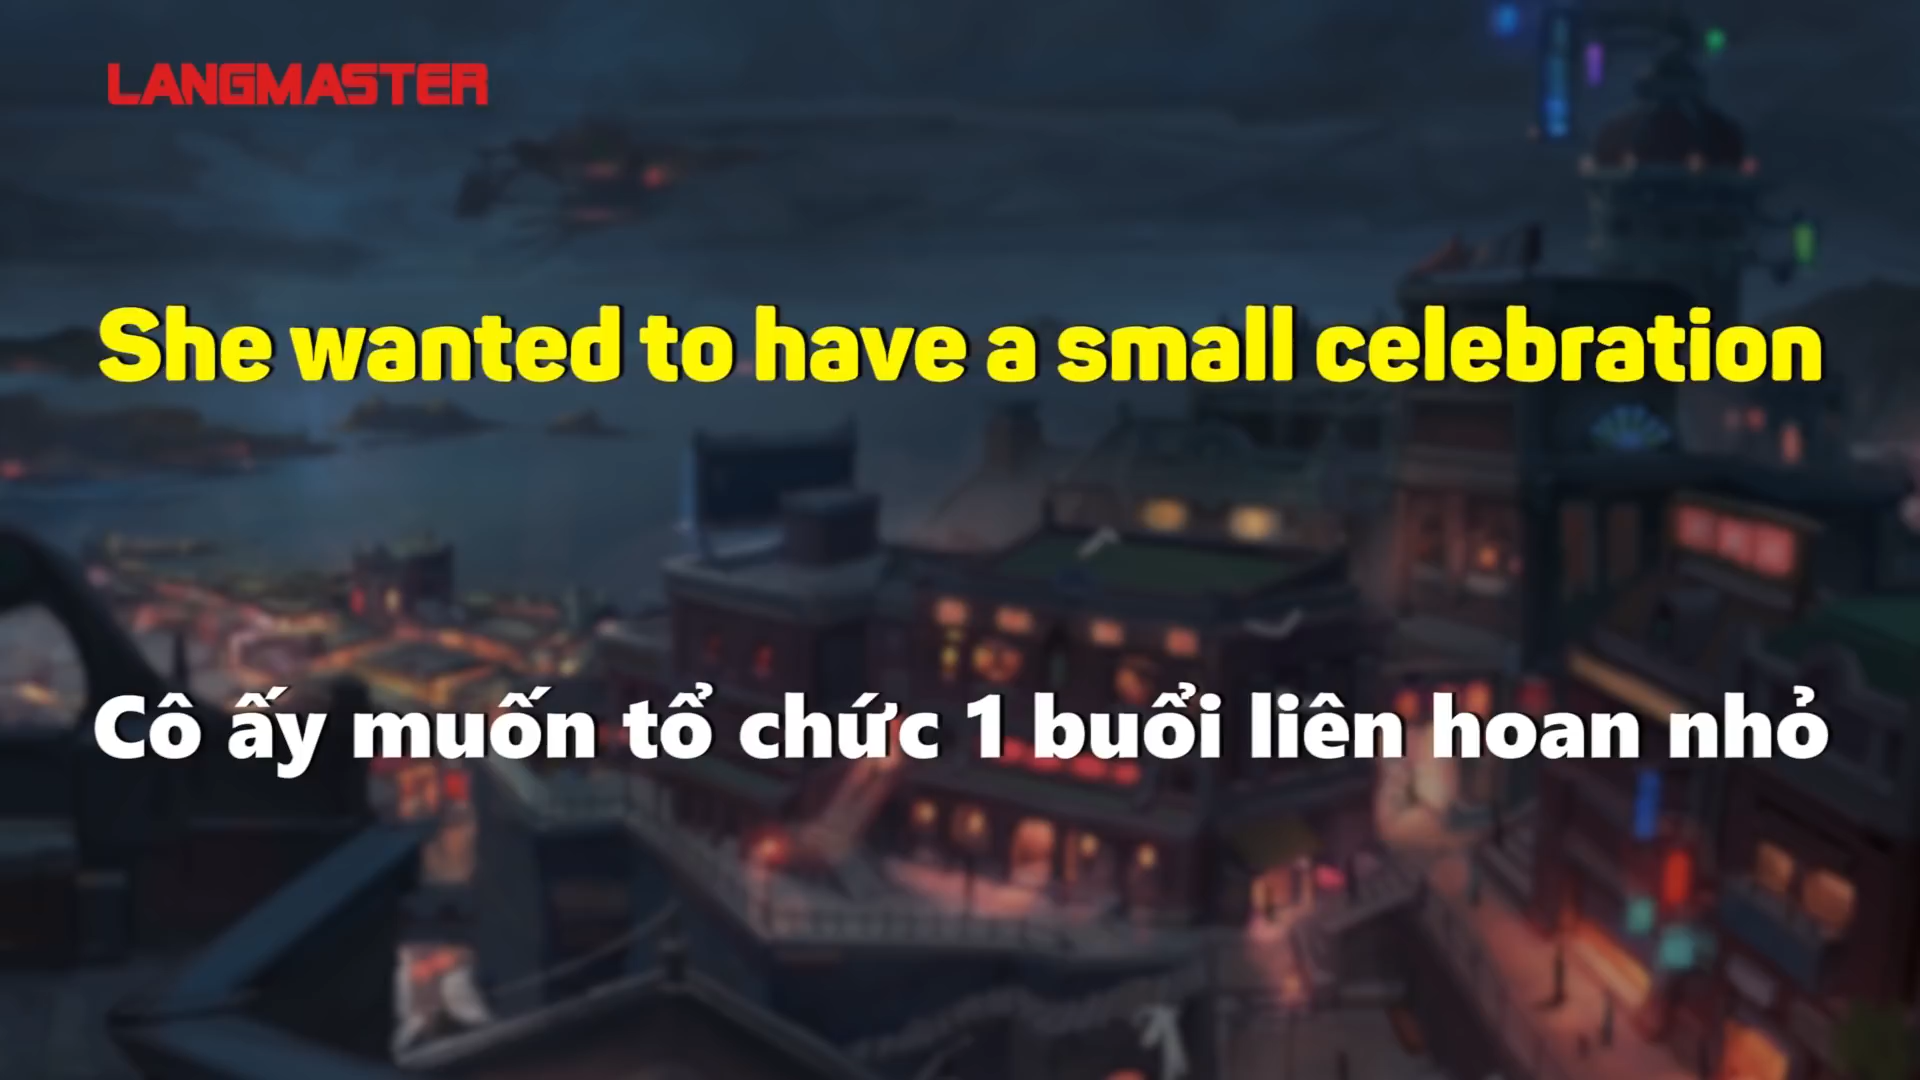 LANGMASTER
She wanted to have a small celebration
Cô ấy muốn tổ chức 1 buổi liên hoan nhỏ